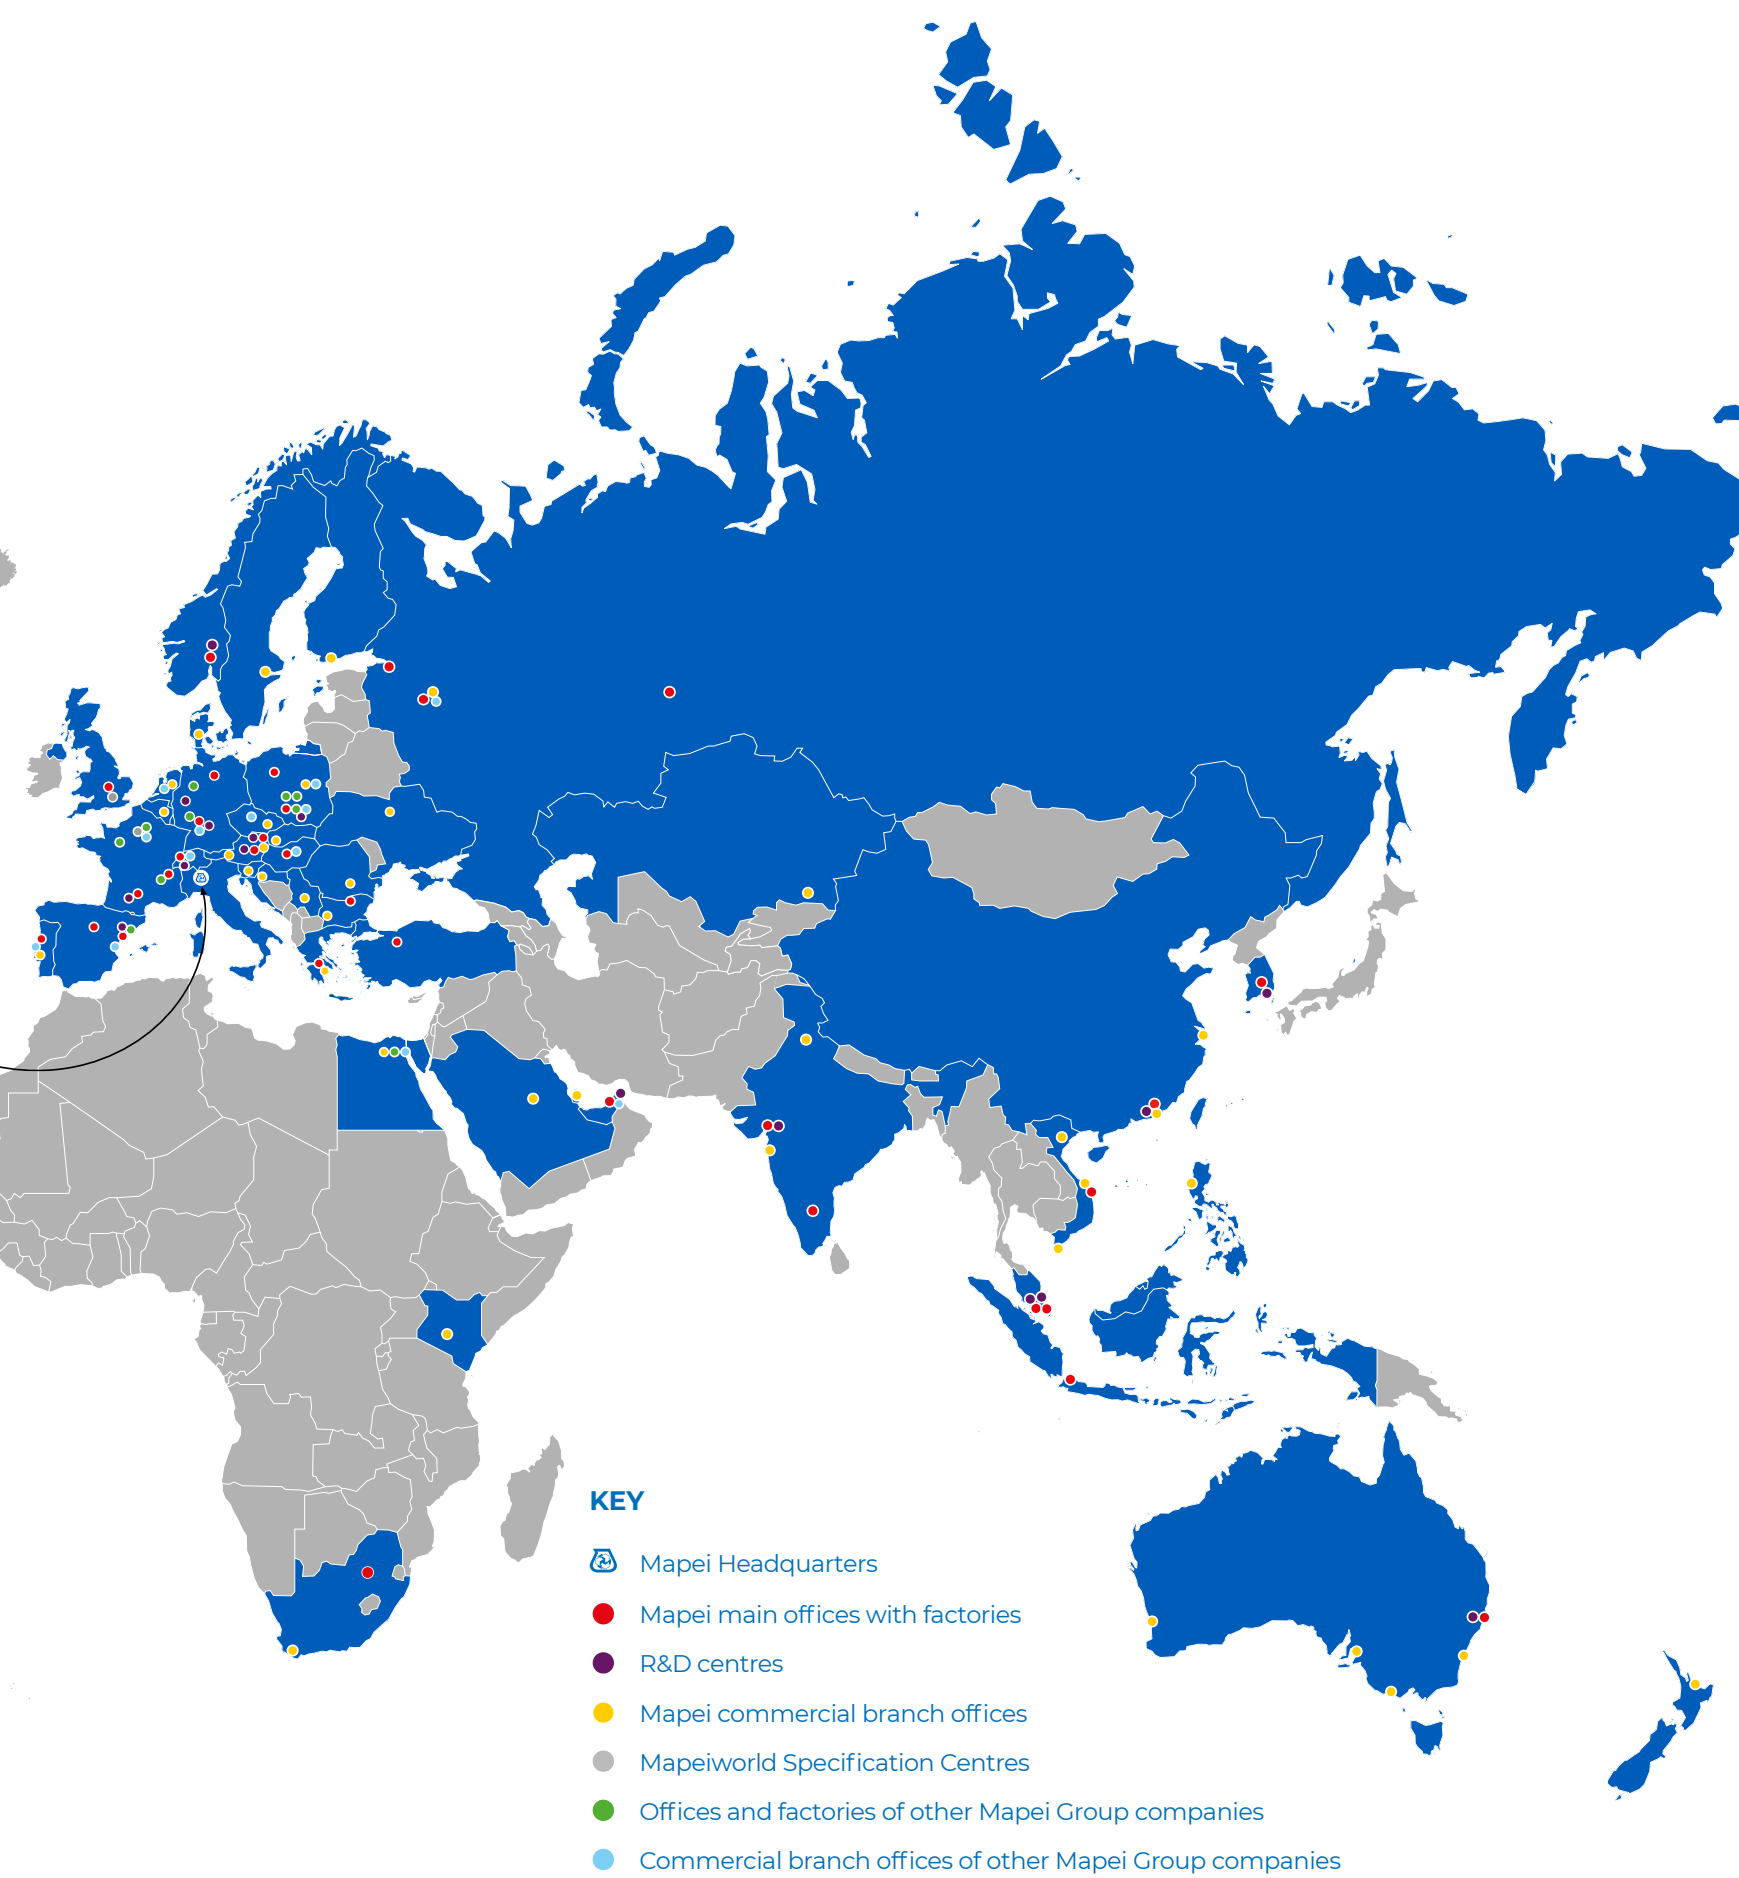 KEY
Mapei Headquarters
Mapei main offices with factories
R&D centres
Mapei commercial branch offices
Mapeiworld Specification Centres
Offices and factories of other Mapei Group companies
Commercial branch offices of other Mapei Group companies